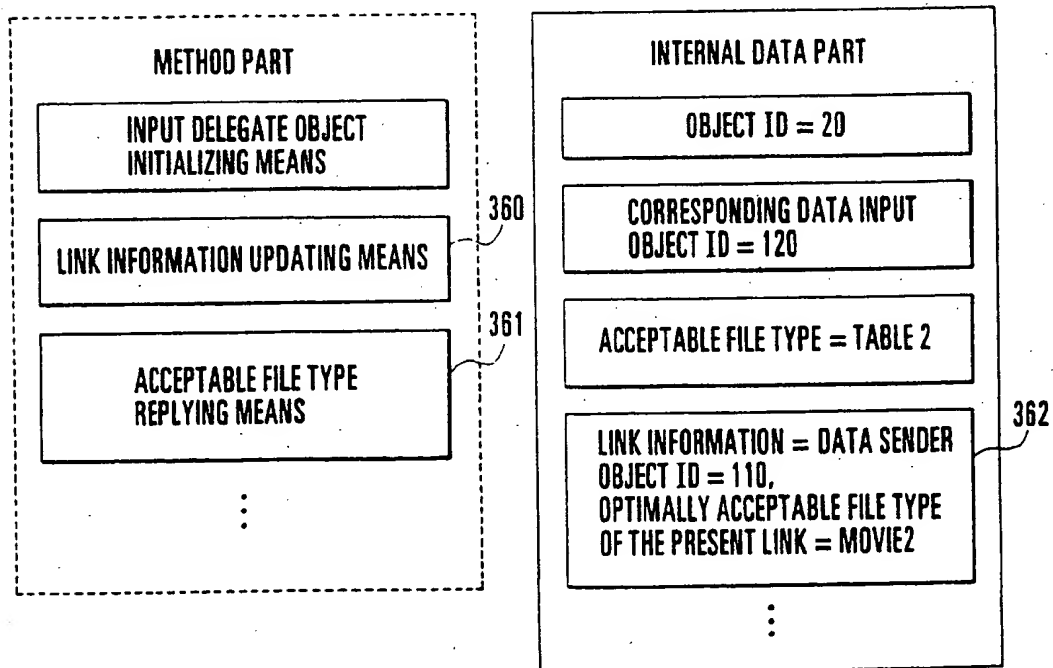 METHOD PART
INPUT DELEGATE OBJECT
INITIALIZING MEANS
360
LINK INFORMATION UPDATING MEANS
361
ACCEPTABLE FILE TYPE
REPLYING MEANS
INTERNAL DATA PART
OBJECT ID = 20
CORRESPONDING DATA INPUT
OBJECT ID = 120
ACCEPTABLE FILE TYPE = TABLE 2
362
LINK INFORMATION = DATA SENDER
OBJECT ID = 110,
OPTIMALLY ACCEPTABLE FILE TYPE
OF THE PRESENT LINK = MOVIE2